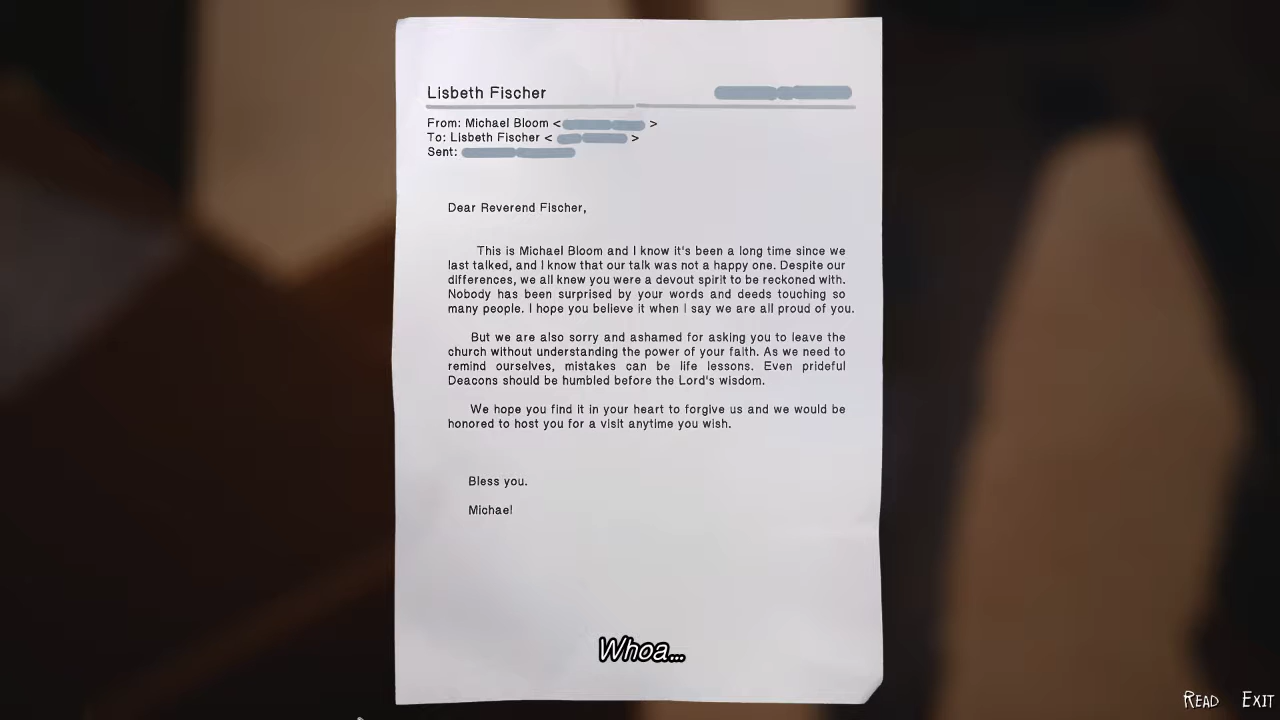 Lisbeth Fischer
From: Michael Bloom < >
To: Lisbeth Fischer < >
Sent:
Dear Reverend Fischer,
This is Michael Bloom and I know it's been a long time since we
last talked, and I know that our talk was not a happy one. Despite our
differences, we all knew you were a devout spirit to be reckoned with.
Nobody has been surprised by your words and deeds touching so
many people. I hope you believe it when I say we are all proud of you.
But we are also sorry and ashamed for asking you to leave the
church without understanding the power of your faith. As we need to
remind ourselves, mistakes can be life lessons. Even prideful
Deacons should be humbled before the Lord's wisdom.
We hope you find it in your heart to forgive us and we would be
honored to host you for a visit anytime you wish.
Bless you.
Michael
Whoa...
READ EXIT